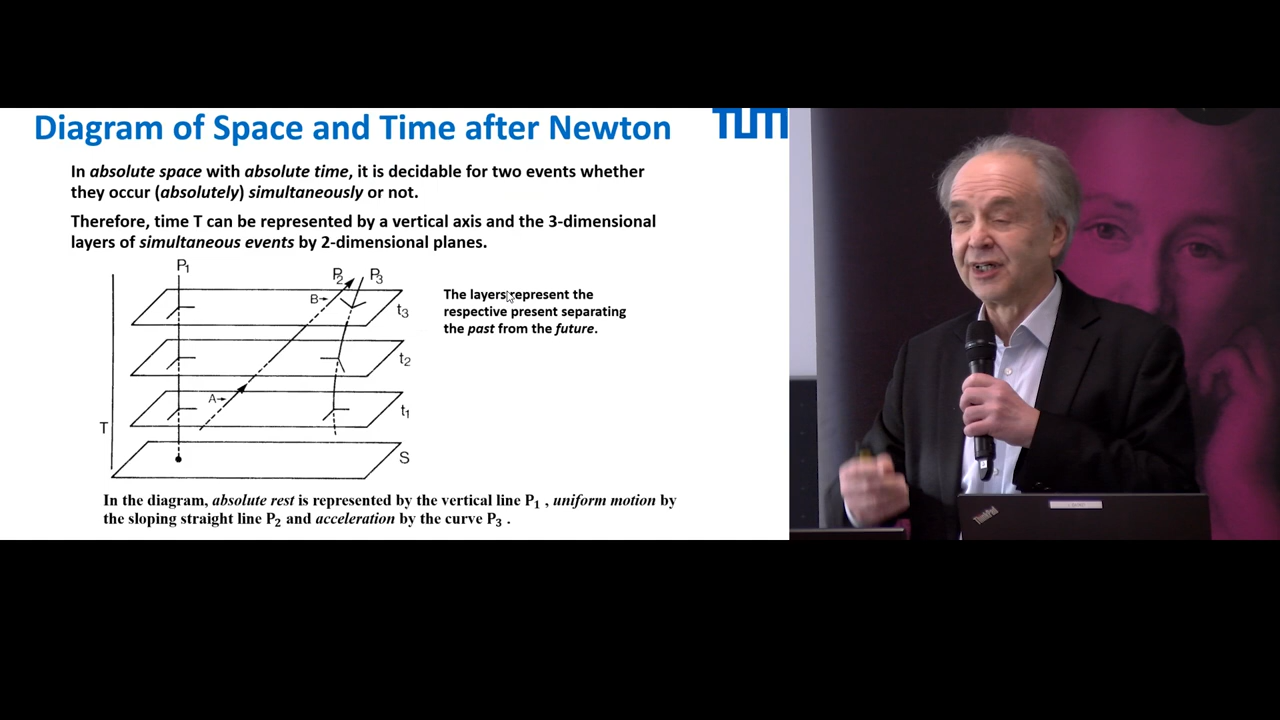 Diagram of Space and Time after Newton
TUM
In absolute space with absolute time, it is decidable for two events whether
they occur (absolutely) simultaneously or not.
Therefore, time T can be represented by a vertical axis and the 3-dimensional
layers of simultaneous events by 2-dimensional planes.
P1
P2
P3
B
t3
The layers represent the
respective present separating
the past from the future.
t2
A
t1
T
S
In the diagram, absolute rest is represented by the vertical line P1 , uniform motion by
the sloping straight line P2 and acceleration by the curve P3 .
ThinkPad